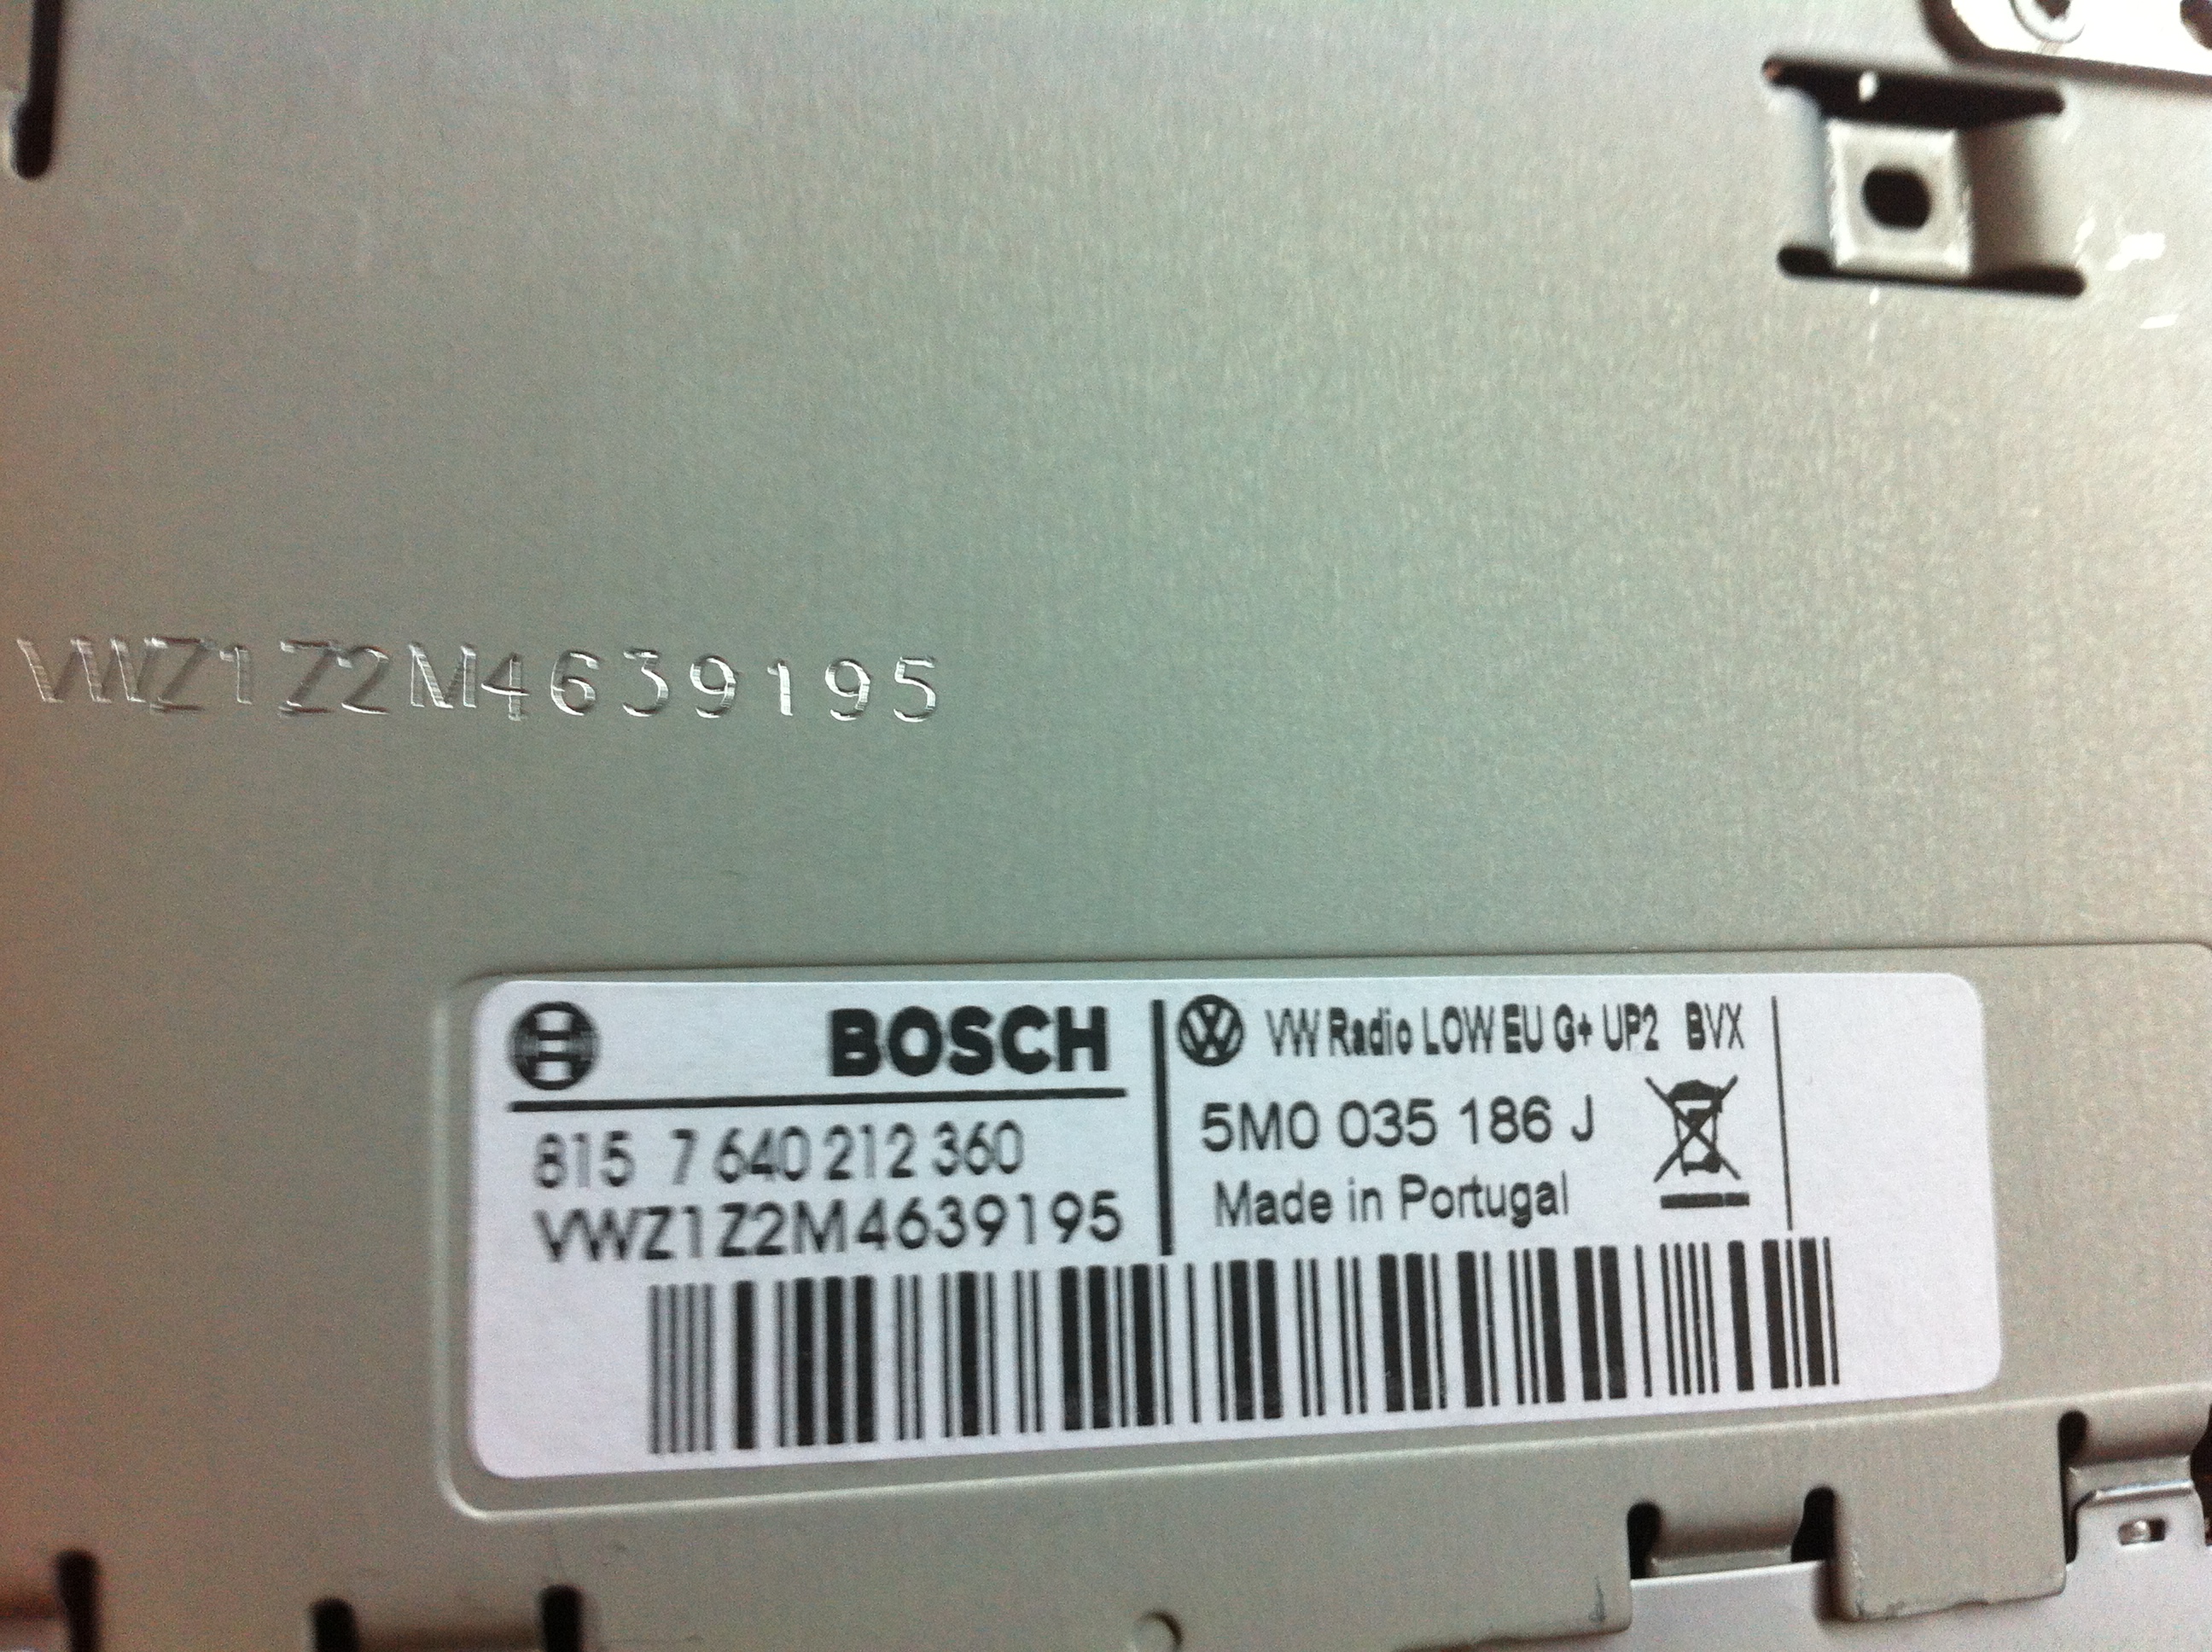 VWZ1Z2M4639195
BOSCH
815 7 640 212 360
VWZ1Z2M4639195
VW Radio LOW EU G+ UP2 BVX
5M0 035 186 J
Made in Portugal